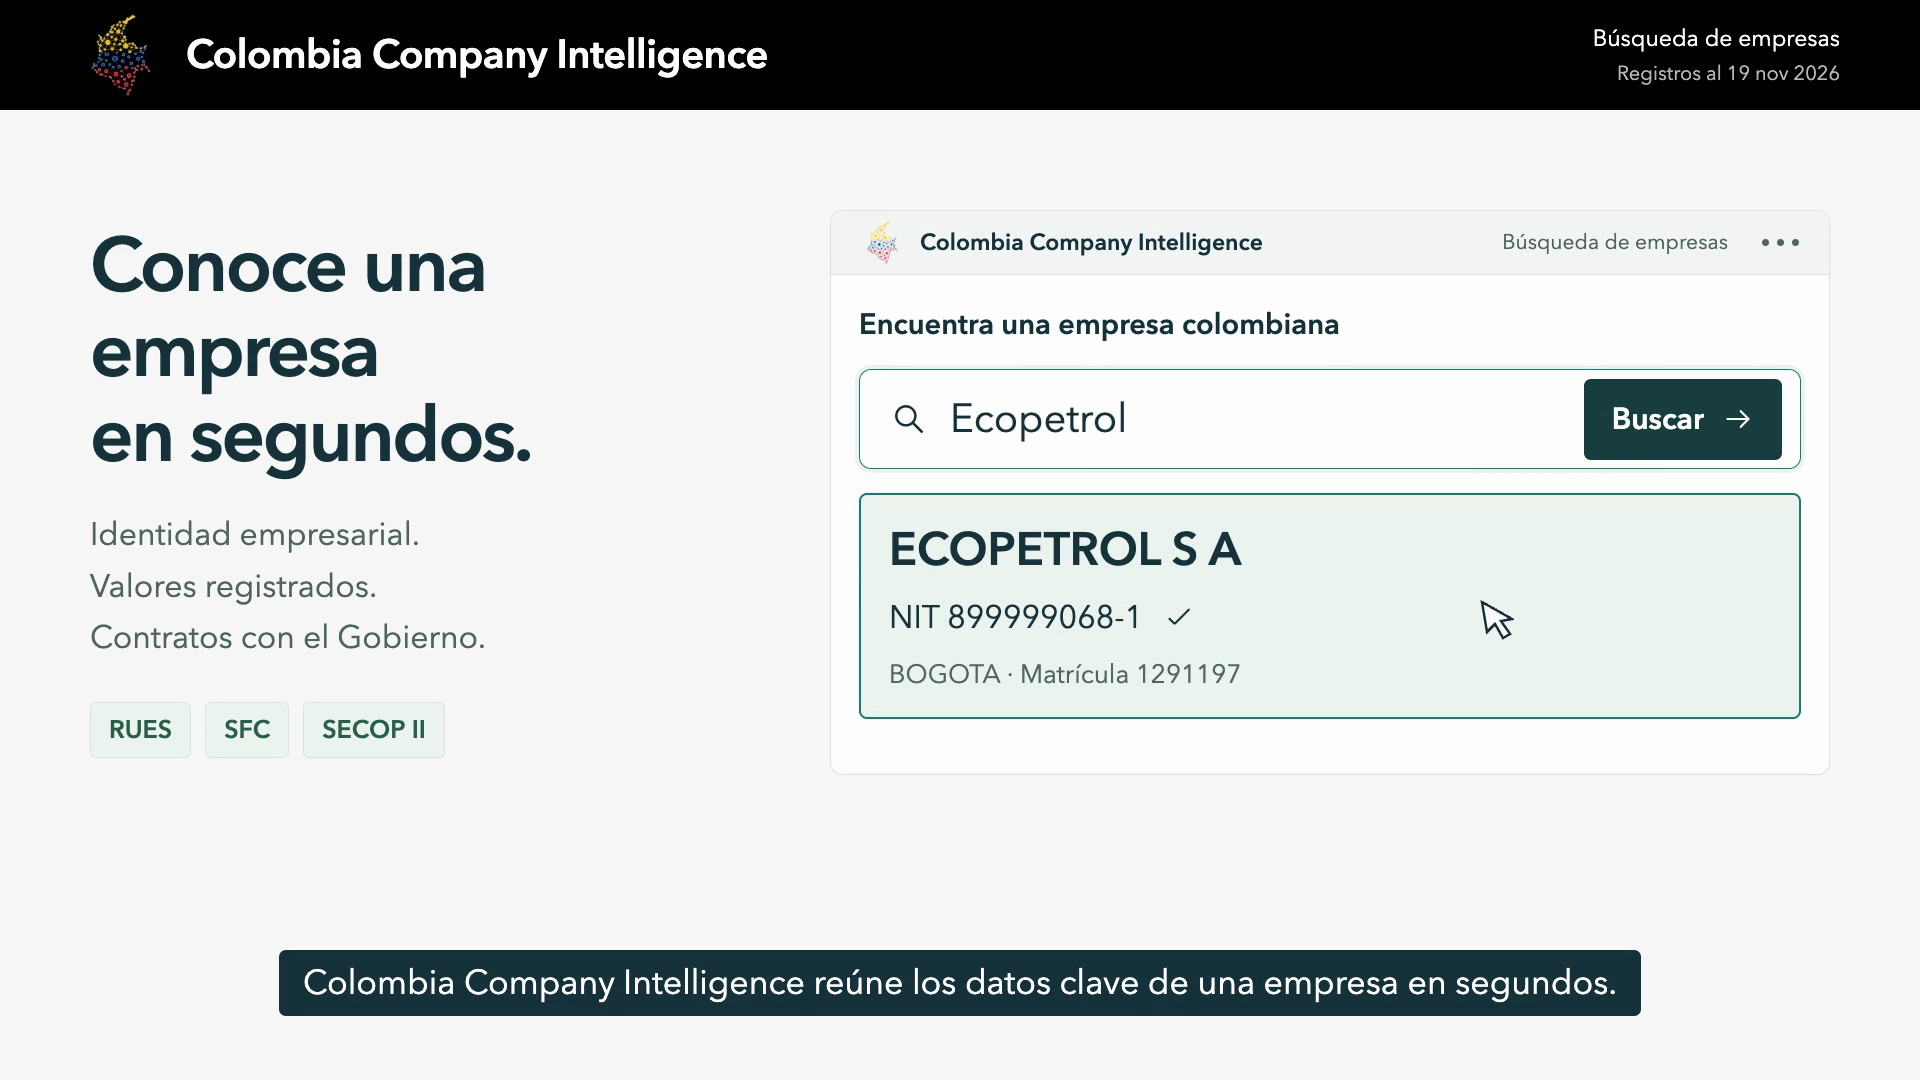 Colombia Company Intelligence
Búsqueda de empresas
Registros al 19 nov 2026
Conoce una
empresa
en segundos.
Identidad empresarial.
Valores registrados.
Contratos con el Gobierno.
RUES
SFC
SECOP II
Colombia Company Intelligence
Búsqueda de empresas
Encuentra una empresa colombiana
Ecopetrol
Buscar →
ECOPETROL S A
NIT 899999068-1 ✓
BOGOTA · Matrícula 1291197
Colombia Company Intelligence reúne los datos clave de una empresa en segundos.